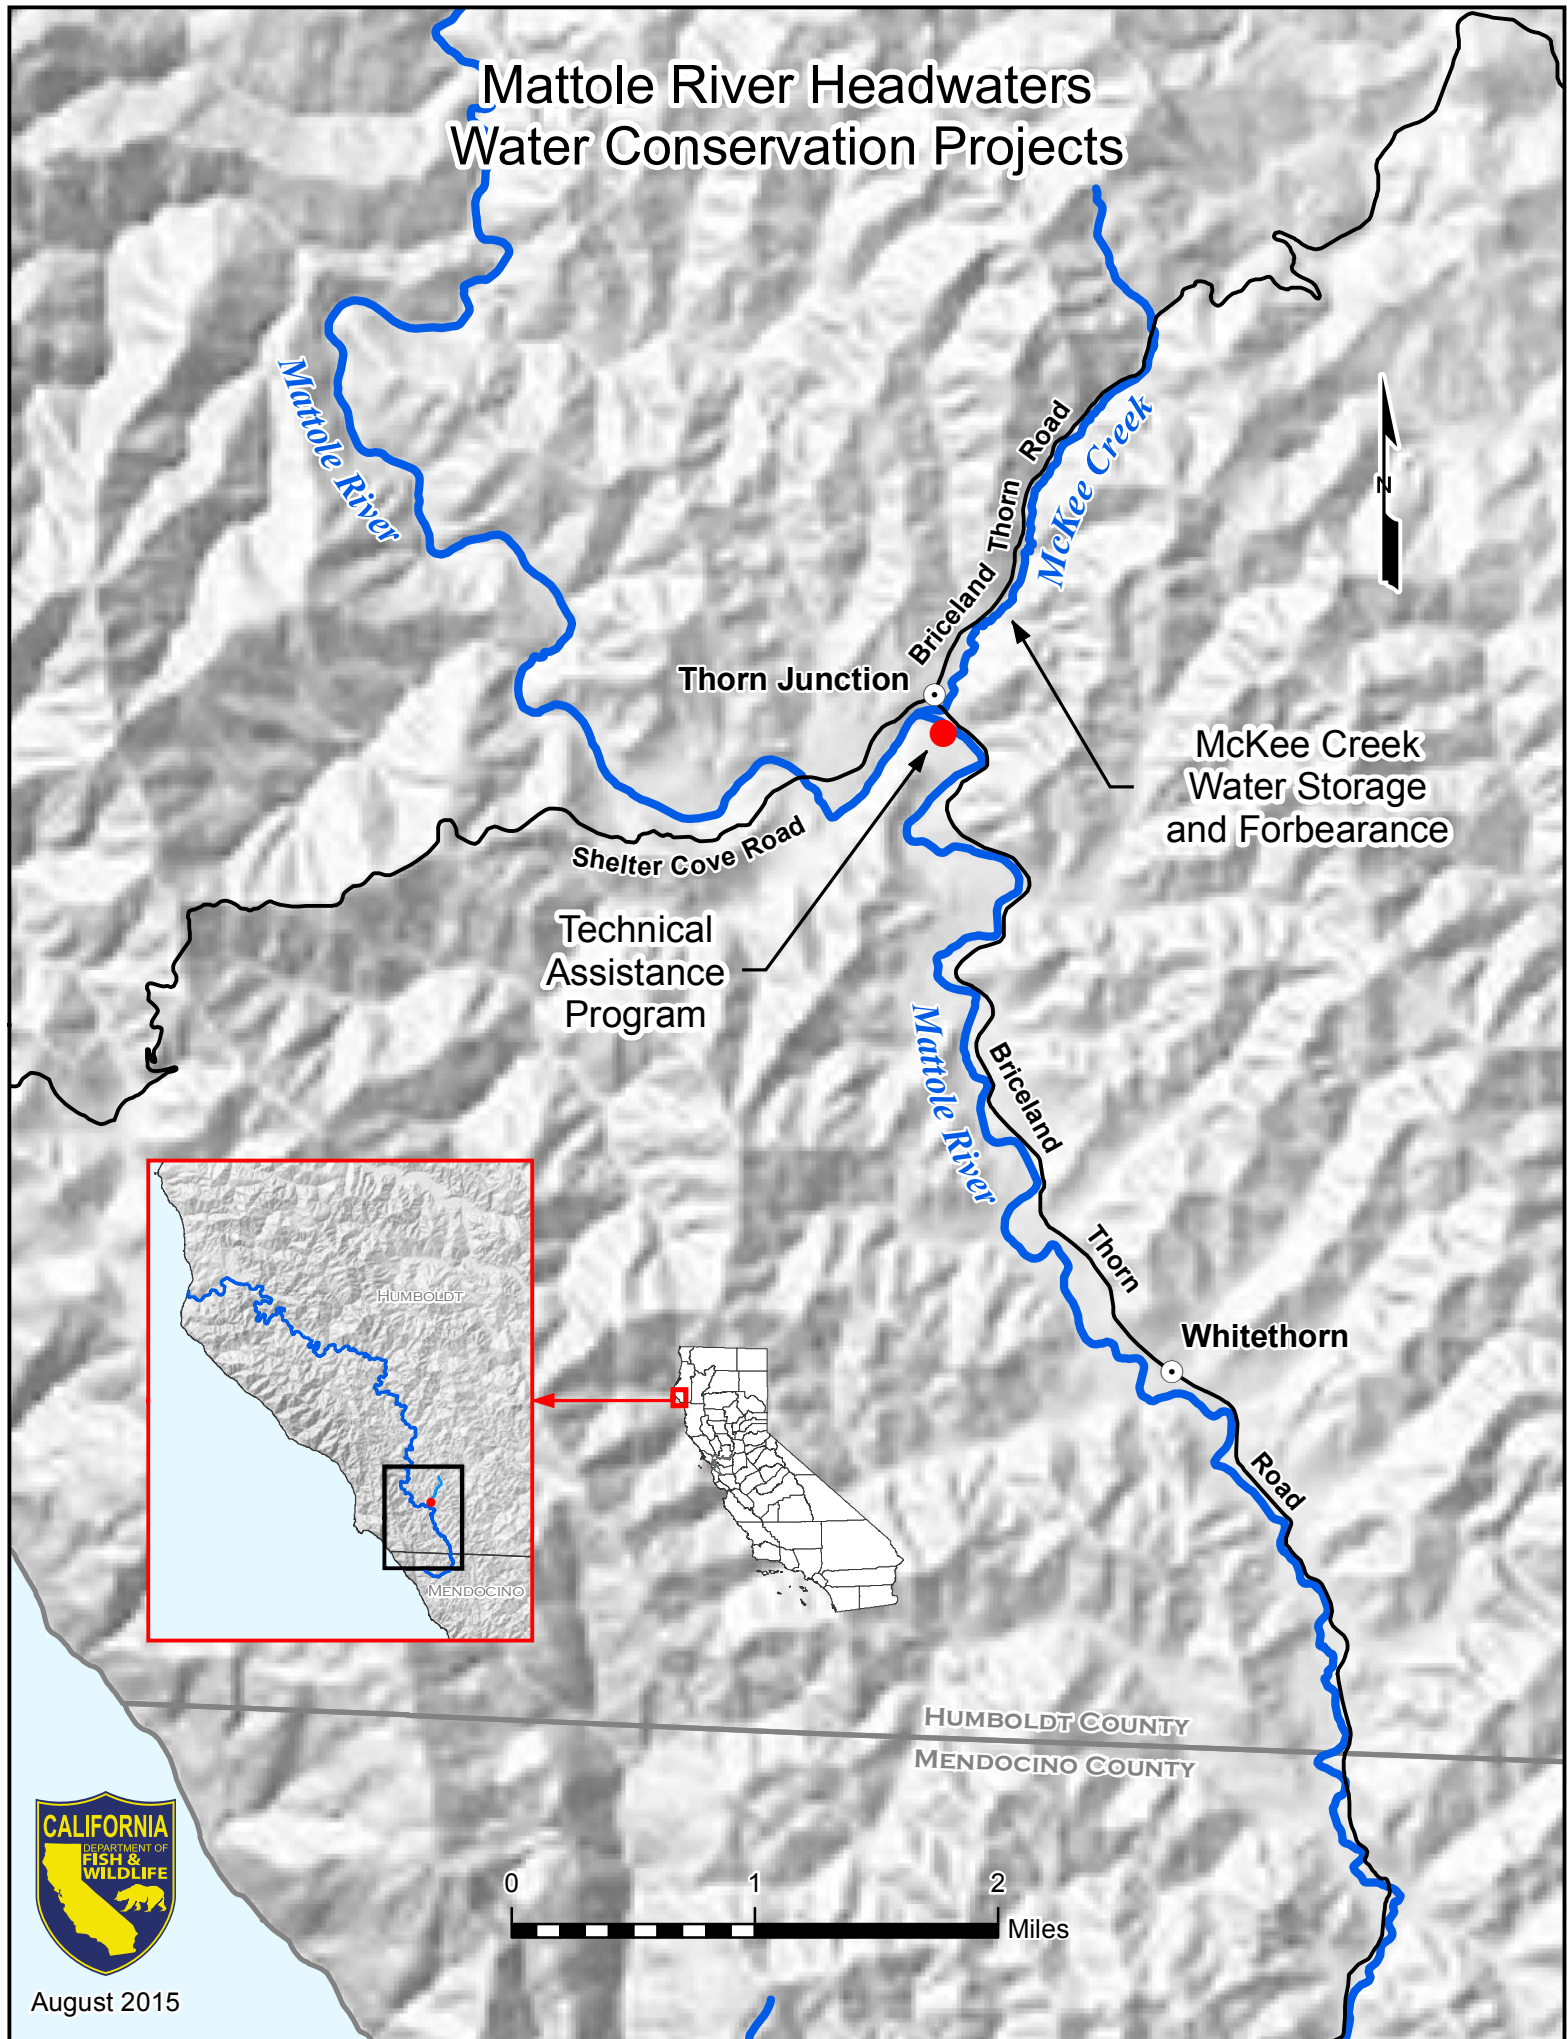 Mattole River Headwaters
Water Conservation Projects
Mattole River
Briceland Thorn Road
McKee Creek
N
Thorn Junction
McKee Creek
Water Storage
and Forbearance
Shelter Cove Road
Technical
Assistance
Program
Mattole River
Briceland Thorn Road
Whitethorn
HUMBOLDT
MENDOCINO
HUMBOLDT COUNTY
MENDOCINO COUNTY
CALIFORNIA
DEPARTMENT OF
FISH &
WILDLIFE
August 2015
0 1 2
Miles